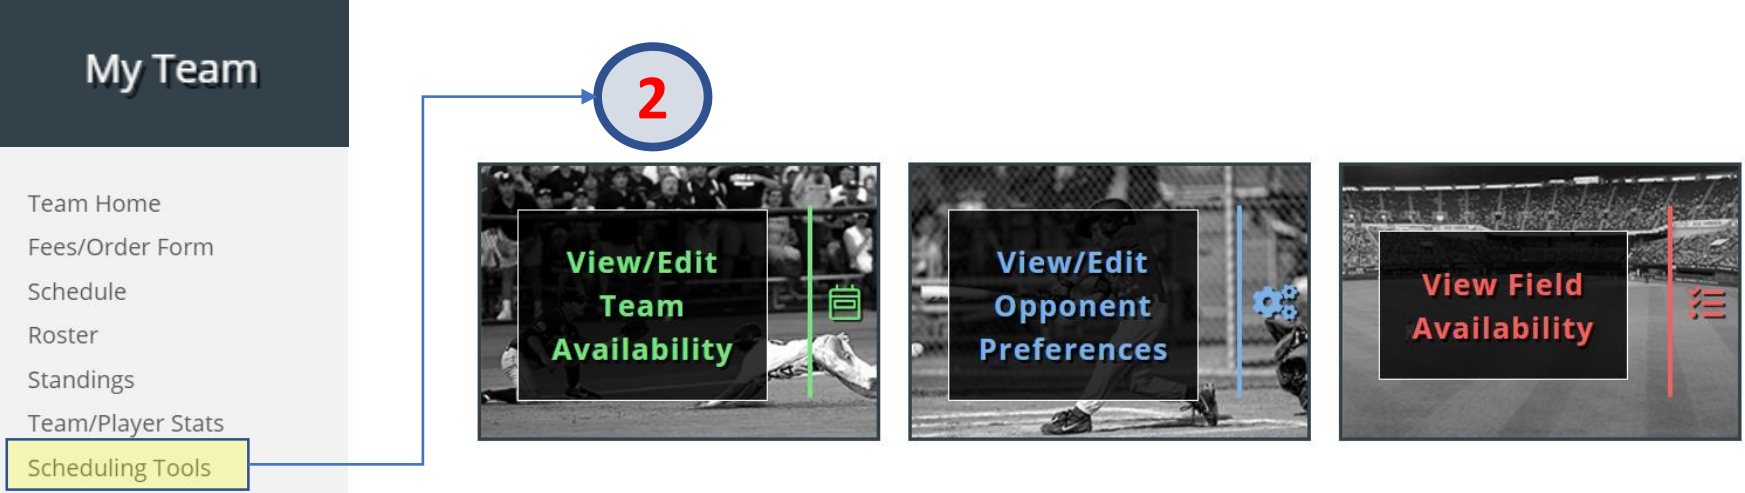 My Team
Team Home
Fees/Order Form
Schedule
Roster
Standings
Team/Player Stats
Scheduling Tools
2
View/Edit
Team
Availability
View/Edit
Opponent
Preferences
View Field
Availability